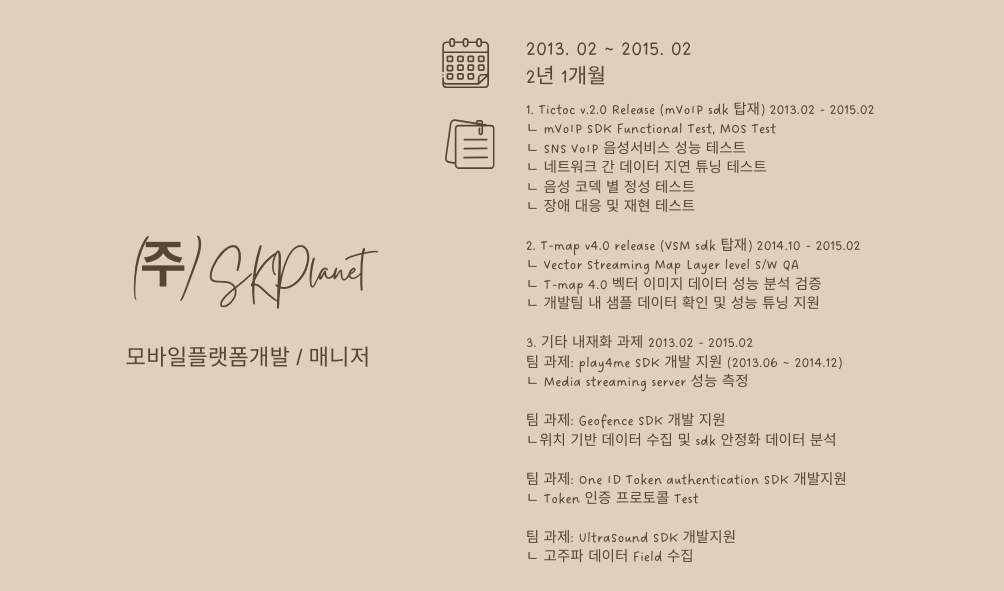 (주) SKPlanet
모바일플랫폼개발 / 매니저
2013. 02 ~ 2015. 02
2년 1개월
1. Tictoc v.2.0 Release (mVoIP sdk 탑재) 2013.02 - 2015.02
ㄴ mVoIP SDK Functional Test, MOS Test
ㄴ SNS VoIP 음성서비스 성능 테스트
ㄴ 네트워크 간 데이터 지연 튜닝 테스트
ㄴ 음성 코덱 별 정성 테스트
ㄴ 장애 대응 및 재현 테스트
2. T-map v4.0 release (VSM sdk 탑재) 2014.10 - 2015.02
ㄴ Vector Streaming Map Layer level S/W QA
ㄴ T-map 4.0 벡터 이미지 데이터 성능 분석 검증
ㄴ 개발팀 내 샘플 데이터 확인 및 성능 튜닝 지원
3. 기타 내재화 과제 2013.02 - 2015.02
팀 과제: play4me SDK 개발 지원 (2013.06 ~ 2014.12)
ㄴ Media streaming server 성능 측정
팀 과제: Geofence SDK 개발 지원
ㄴ위치 기반 데이터 수집 및 sdk 안정화 데이터 분석
팀 과제: One ID Token authentication SDK 개발지원
ㄴ Token 인증 프로토콜 Test
팀 과제: UltraSound SDK 개발지원
ㄴ 고주파 데이터 Field 수집